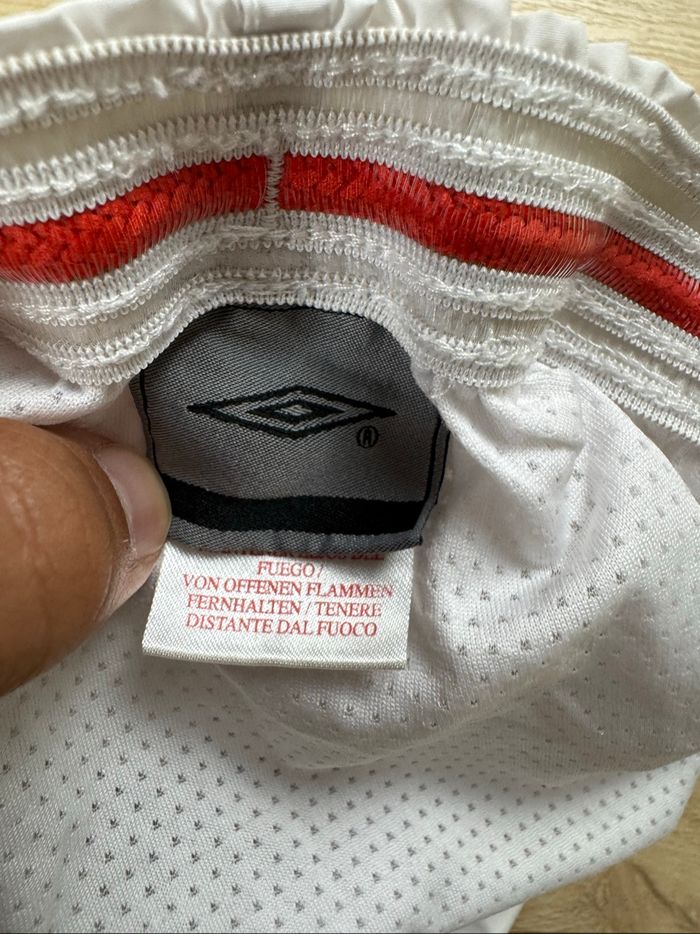 ®
FUEGO/
VON OFFENEN FLAMMEN
FERNHALTEN / TENERE
DISTANTE DAL FUOCO